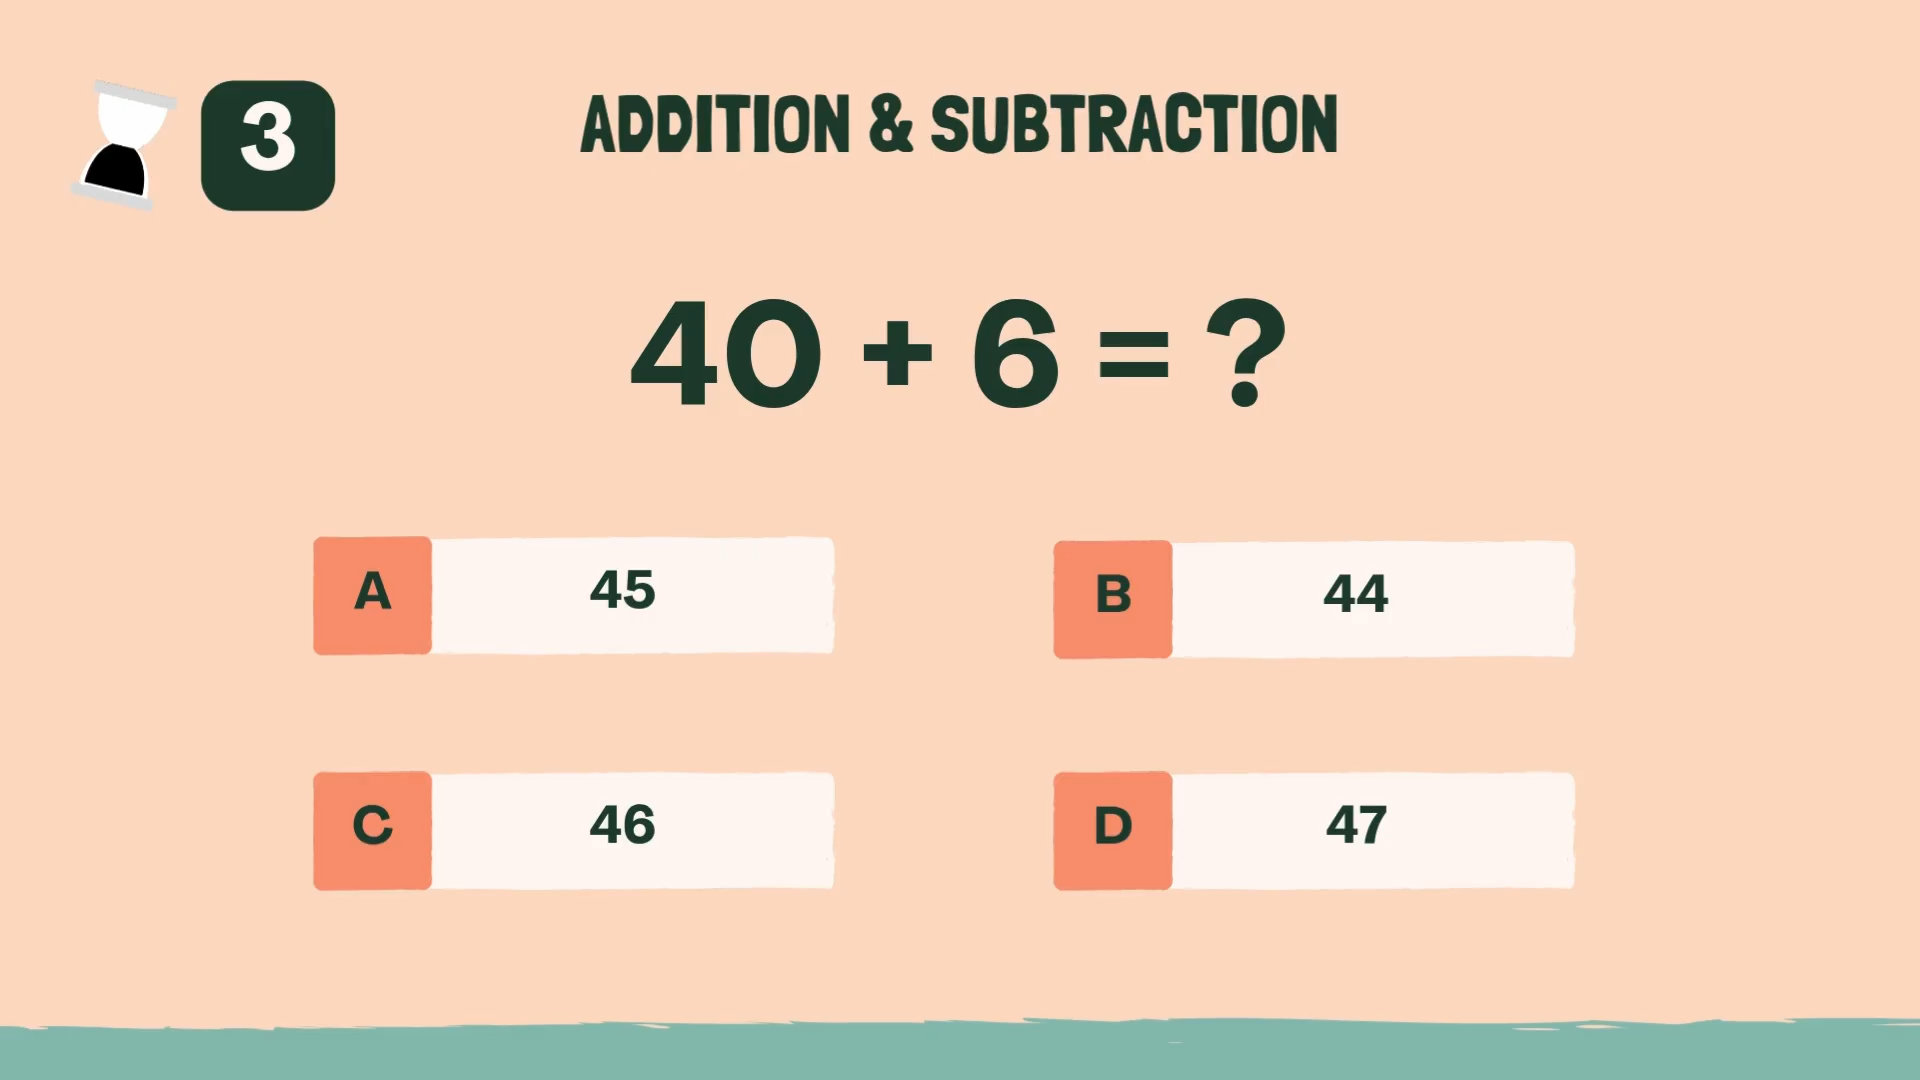 3
ADDITION & SUBTRACTION
40 + 6 = ?
A 45
B 44
C 46
D 47